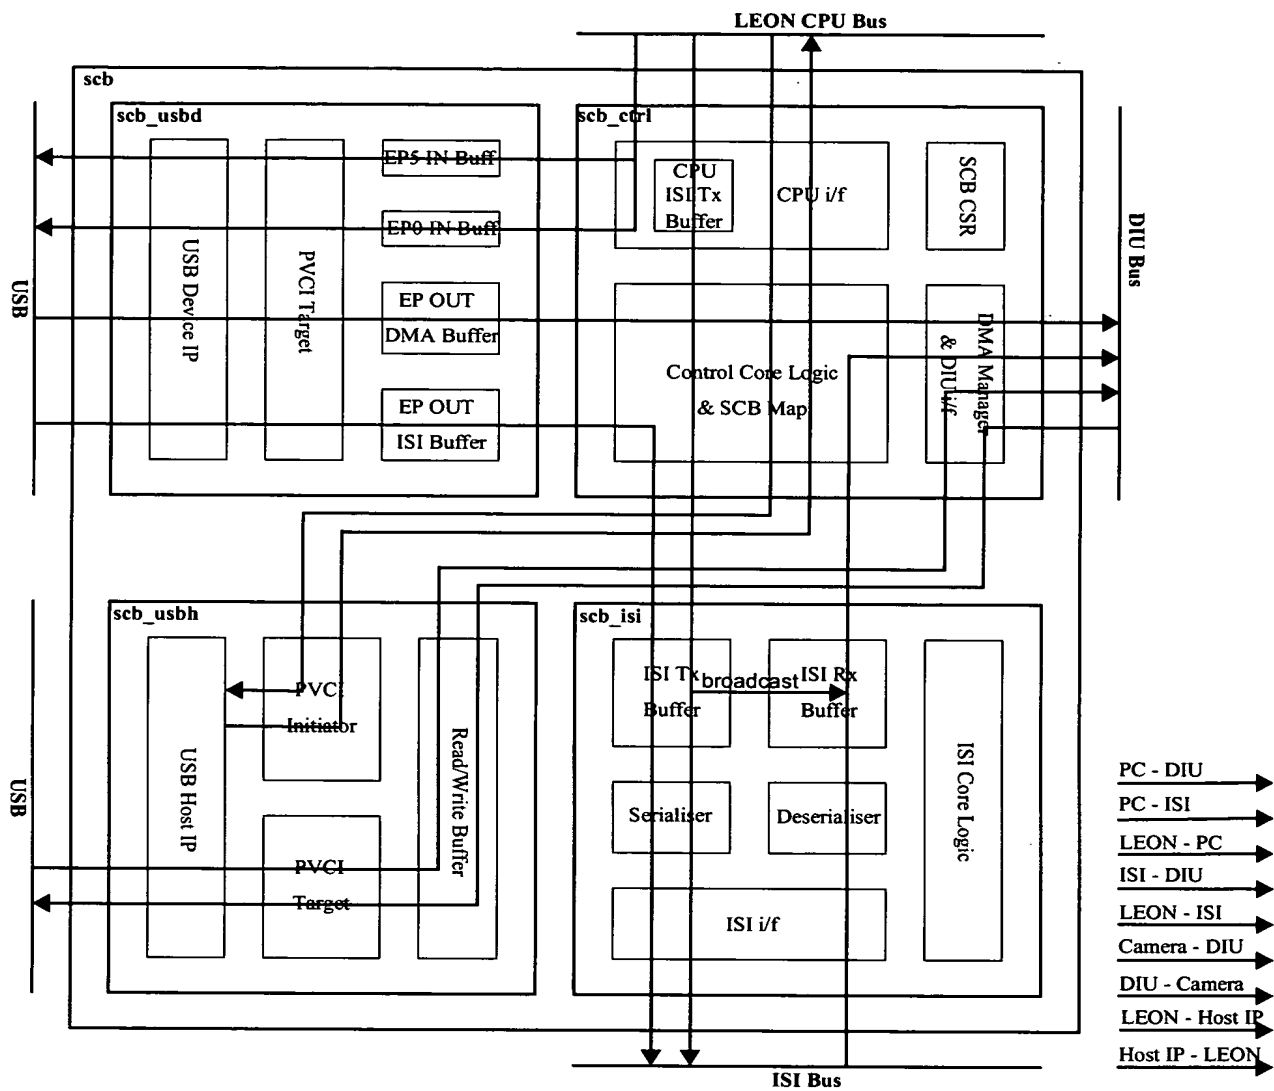 LEON CPU Bus
scb
scb_usbd
scb_ctrl
EP5 IN Buff
EP0 IN Buff
EP OUT
DMA Buffer
EP OUT
ISI Buffer
USB Device IP
PVCI Target
USB
CPU
ISI Tx
Buffer
CPU i/f
SCB CSR
Control Core Logic
& SCB Map
DMA Manager
& DIU i/f
DIU Bus
scb_usbh
scb_isi
PVCI
Initiator
PVCI
Target
USB Host IP
Read/Write Buffer
USB
ISI Tx
Buffer
broadcast
ISI Rx
Buffer
Serialiser
Deserialiser
ISI i/f
ISI Core
Logic
PC - DIU
PC - ISI
LEON - PC
ISI - DIU
LEON - ISI
Camera - DIU
DIU - Camera
LEON - Host IP
Host IP - LEON
ISI Bus